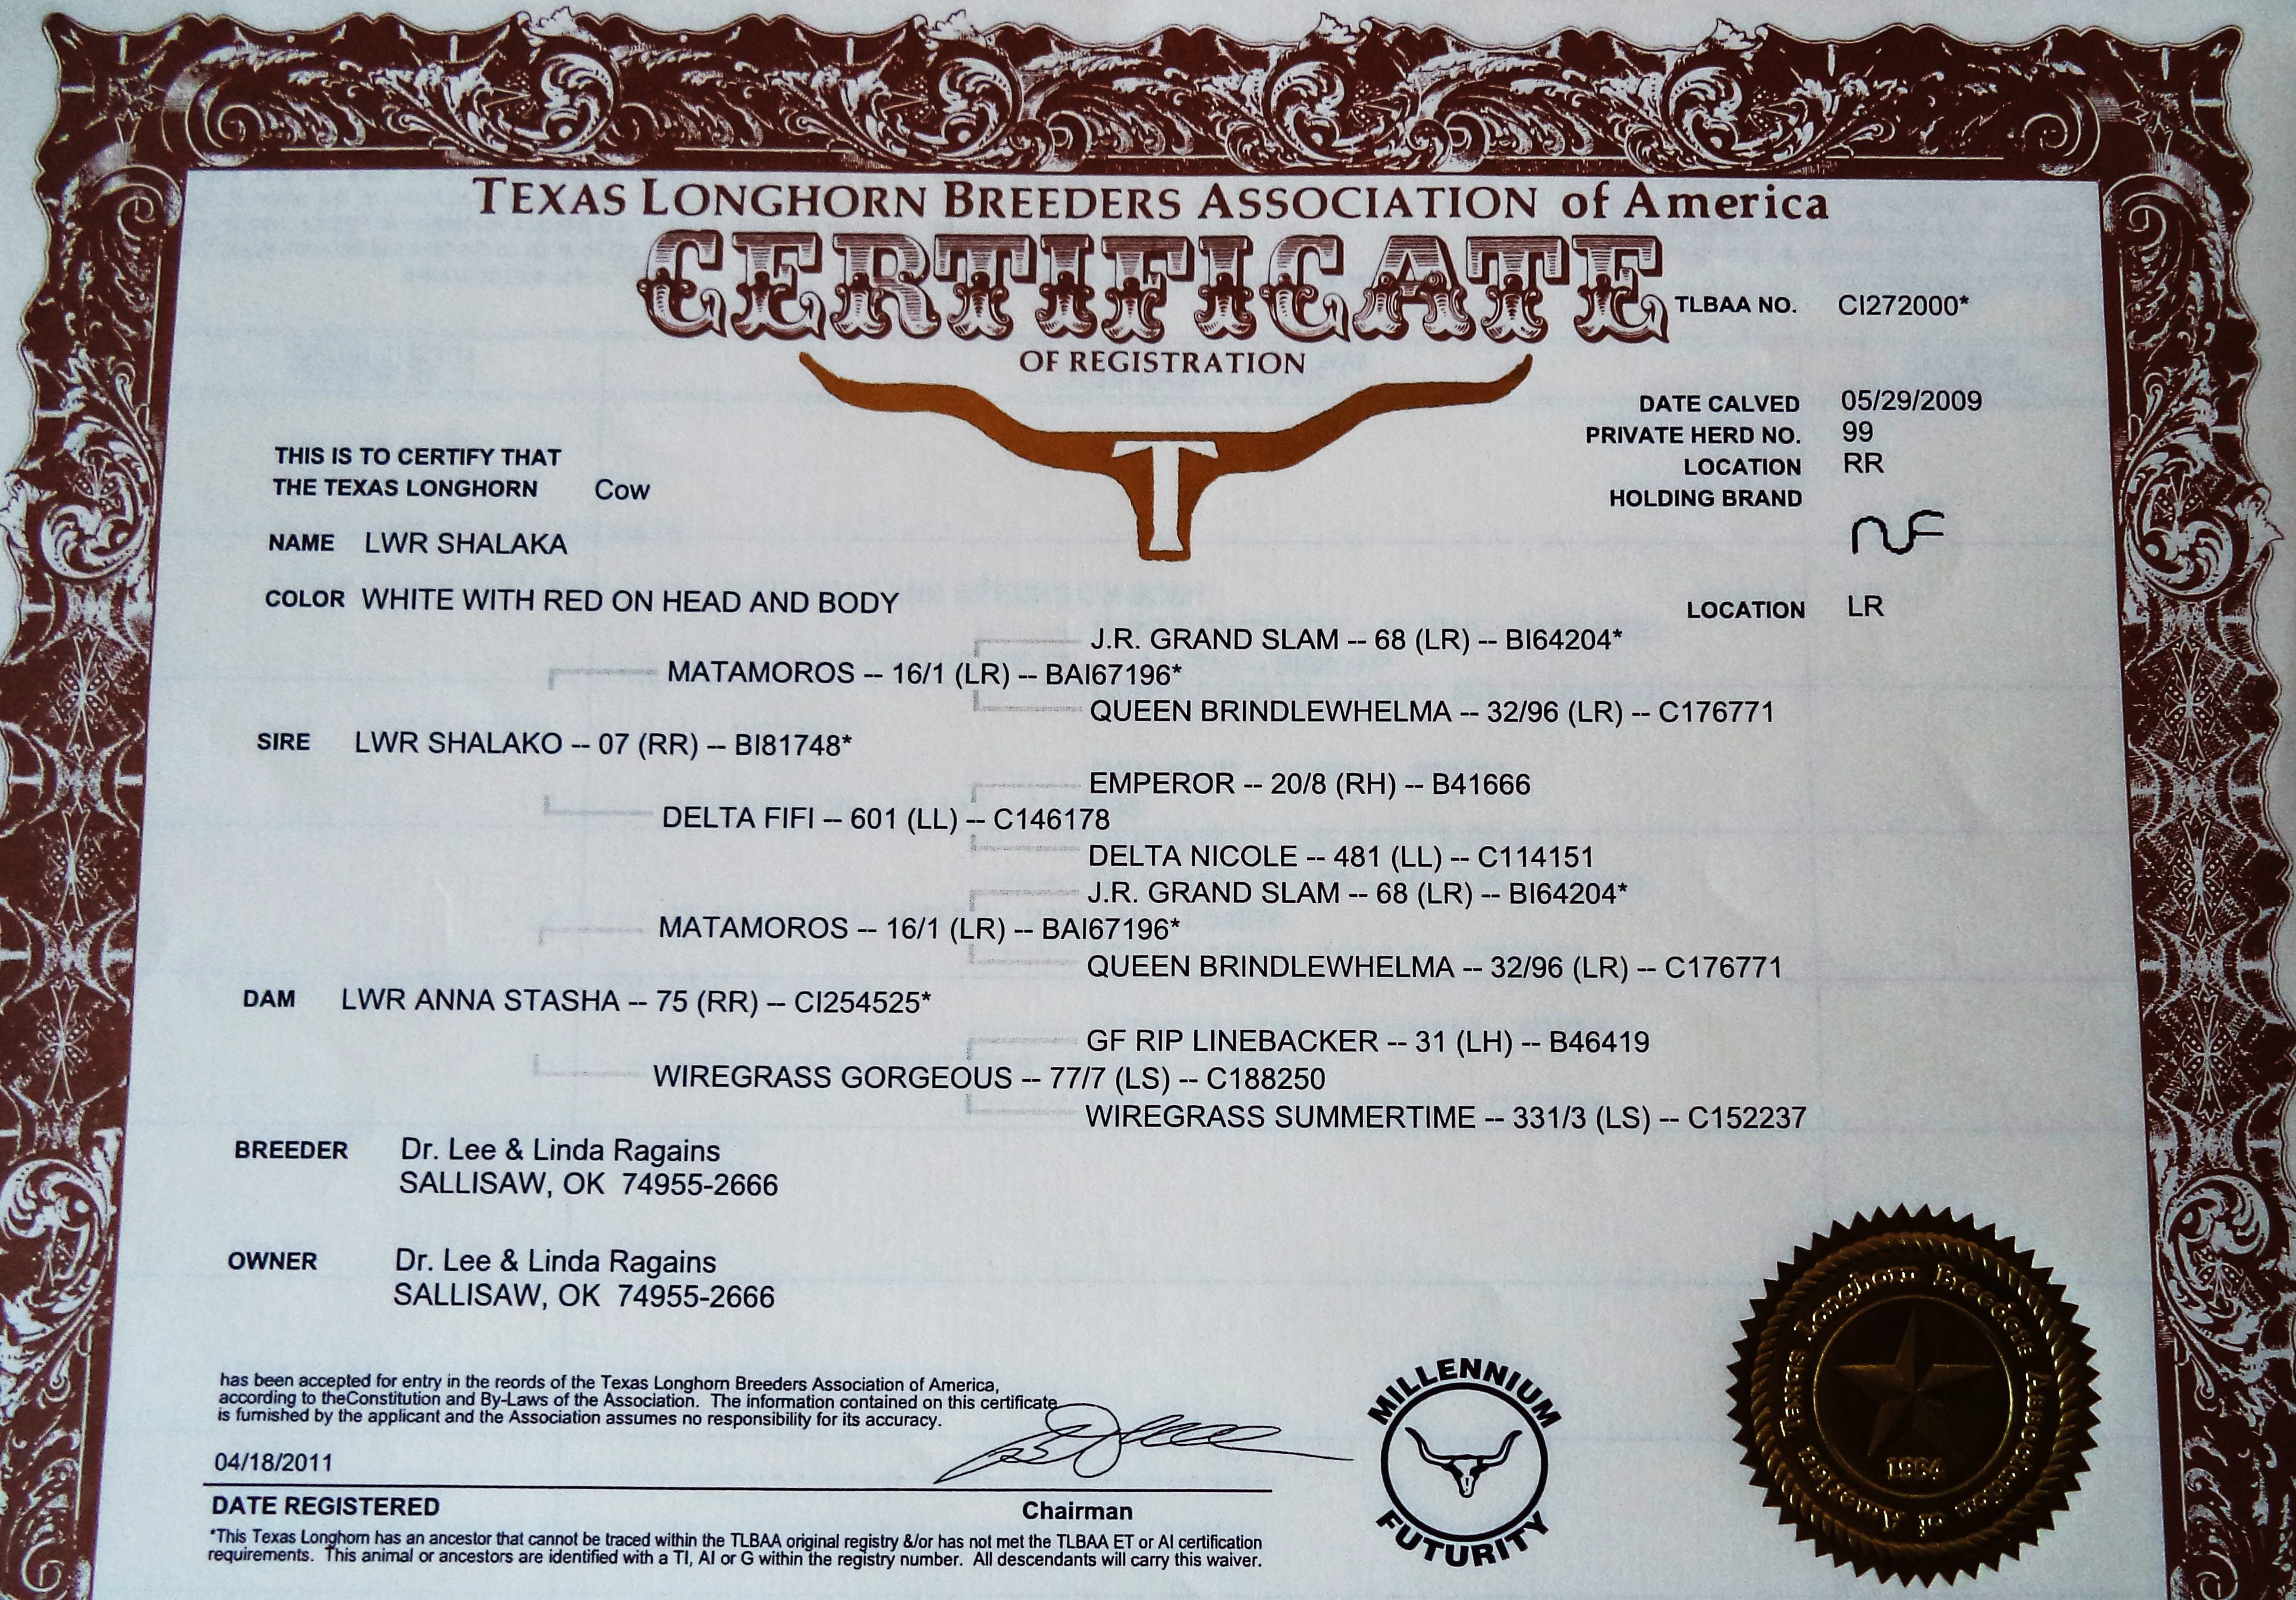 TEXAS LONGHORN BREEDERS ASSOCIATION of America
CERTIFICATE
OF REGISTRATION
TLBAA NO. CI272000*
DATE CALVED 05/29/2009
PRIVATE HERD NO. 99
LOCATION RR
HOLDING BRAND
LOCATION LR
THIS IS TO CERTIFY THAT
THE TEXAS LONGHORN Cow
NAME LWR SHALAKA
COLOR WHITE WITH RED ON HEAD AND BODY
J.R. GRAND SLAM -- 68 (LR) -- BI64204*
MATAMOROS -- 16/1 (LR) -- BAI67196*
QUEEN BRINDLEWHELMA -- 32/96 (LR) -- C176771
SIRE LWR SHALAKO -- 07 (RR) -- BI81748*
EMPEROR -- 20/8 (RH) -- B41666
DELTA FIFI -- 601 (LL) -- C146178
DELTA NICOLE -- 481 (LL) -- C114151
J.R. GRAND SLAM -- 68 (LR) -- BI64204*
MATAMOROS -- 16/1 (LR) -- BAI67196*
QUEEN BRINDLEWHELMA -- 32/96 (LR) -- C176771
DAM LWR ANNA STASHA -- 75 (RR) -- CI254525*
GF RIP LINEBACKER -- 31 (LH) -- B46419
WIREGRASS GORGEOUS -- 77/7 (LS) -- C188250
WIREGRASS SUMMERTIME -- 331/3 (LS) -- C152237
BREEDER Dr. Lee & Linda Ragains
SALLISAW, OK 74955-2666
OWNER Dr. Lee & Linda Ragains
SALLISAW, OK 74955-2666
has been accepted for entry in the reords of the Texas Longhorn Breeders Association of America,
according to theConstitution and By-Laws of the Association. The information contained on this certificate
is furnished by the applicant and the Association assumes no responsibility for its accuracy.
04/18/2011
DATE REGISTERED
Chairman
*This Texas Longhorn has an ancestor that cannot be traced within the TLBAA original registry &/or has not met the TLBAA ET or AI certification
requirements. This animal or ancestors are identified with a TI, AI or G within the registry number. All descendants will carry this waiver.
MILLENNIUM
FUTURITY
Texas Longhorn Breeders Association of America
1964